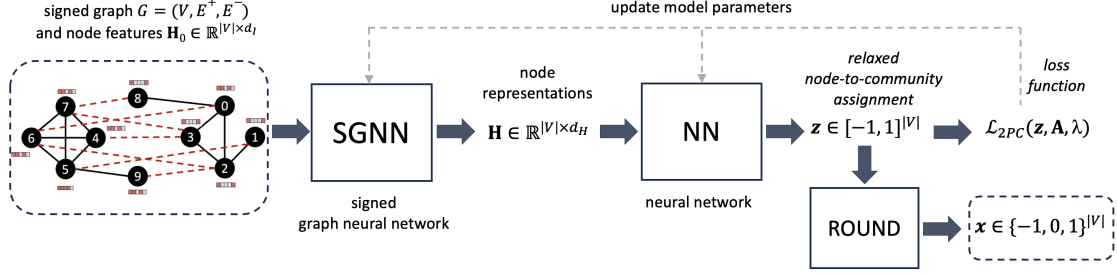 signed graph G = (V, E⁺, E⁻)
and node features H₀ ∈ ℝ^{|V|×d_I}
update model parameters
7
8
0
6
4
3
1
5
9
2
SGNN
signed
graph neural network
node
representations
H ∈ ℝ^{|V|×d_H}
NN
neural network
relaxed
node-to-community
assignment
z ∈ [−1, 1]^{|V|}
loss
function
ℒ_{2PC}(z, A, λ)
ROUND
x ∈ {−1, 0, 1}^{|V|}